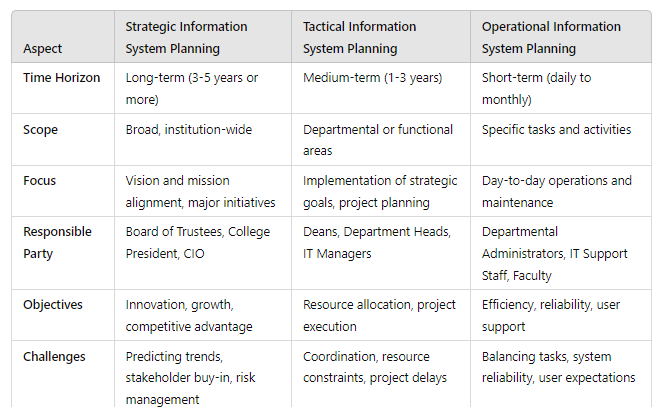 Aspect
Strategic Information
System Planning
Tactical Information
System Planning
Operational Information
System Planning
Time Horizon
Long-term (3-5 years or
more)
Medium-term (1-3 years)
Short-term (daily to
monthly)
Scope
Broad, institution-wide
Departmental or functional
areas
Specific tasks and activities
Focus
Vision and mission
alignment, major initiatives
Implementation of strategic
goals, project planning
Day-to-day operations and
maintenance
Responsible
Party
Board of Trustees, College
President, CIO
Deans, Department Heads,
IT Managers
Departmental
Administrators, IT Support
Staff, Faculty
Objectives
Innovation, growth,
competitive advantage
Resource allocation, project
execution
Efficiency, reliability, user
support
Challenges
Predicting trends,
stakeholder buy-in, risk
management
Coordination, resource
constraints, project delays
Balancing tasks, system
reliability, user expectations